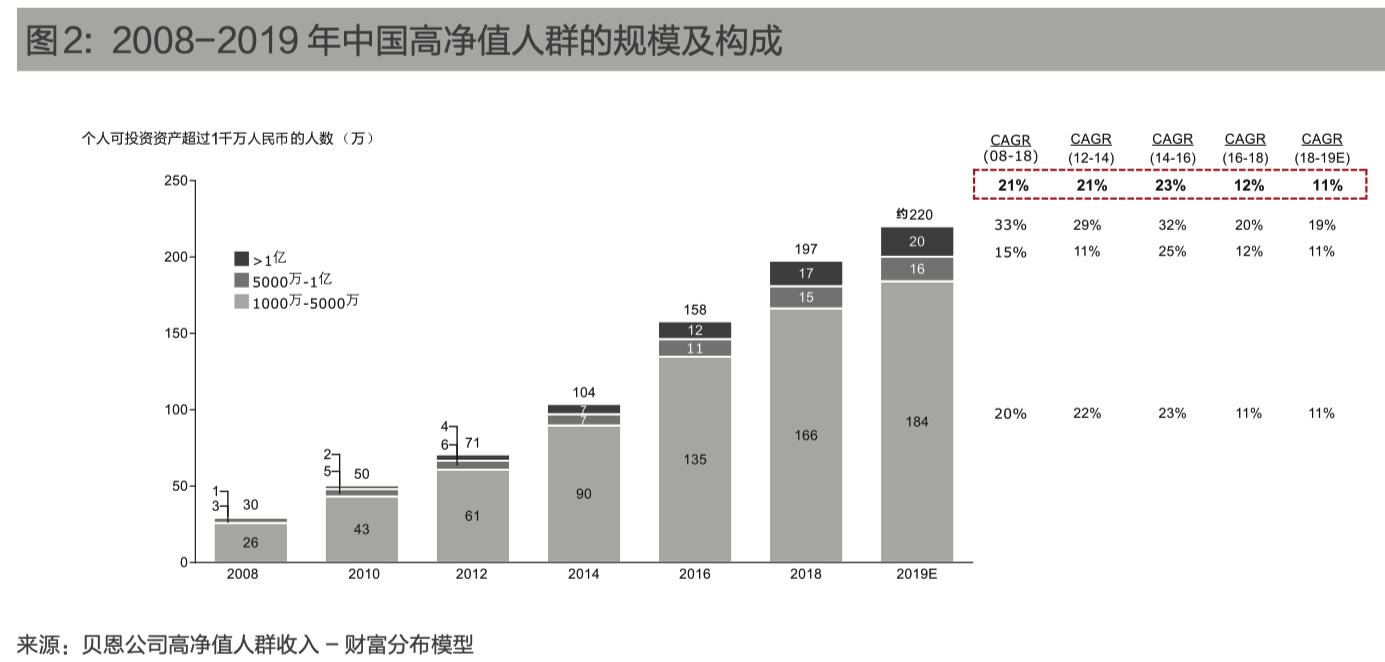 图2: 2008-2019 年中国高净值人群的规模及构成
个人可投资资产超过1千万人民币的人数（万）
CAGR CAGR CAGR CAGR CAGR
(08-18) (12-14) (14-16) (16-18) (18-19E)
21% 21% 23% 12% 11%
33% 29% 32% 20% 19%
15% 11% 25% 12% 11%
20% 22% 23% 11% 11%
250
200
150
100
50
0
>1亿
5000万-1亿
1000万-5000万
1
3
30
26
2
5
50
43
4
6
71
61
104
7
7
90
158
12
11
135
197
17
15
166
约220
20
16
184
2008 2010 2012 2014 2016 2018 2019E
来源：贝恩公司高净值人群收入 – 财富分布模型